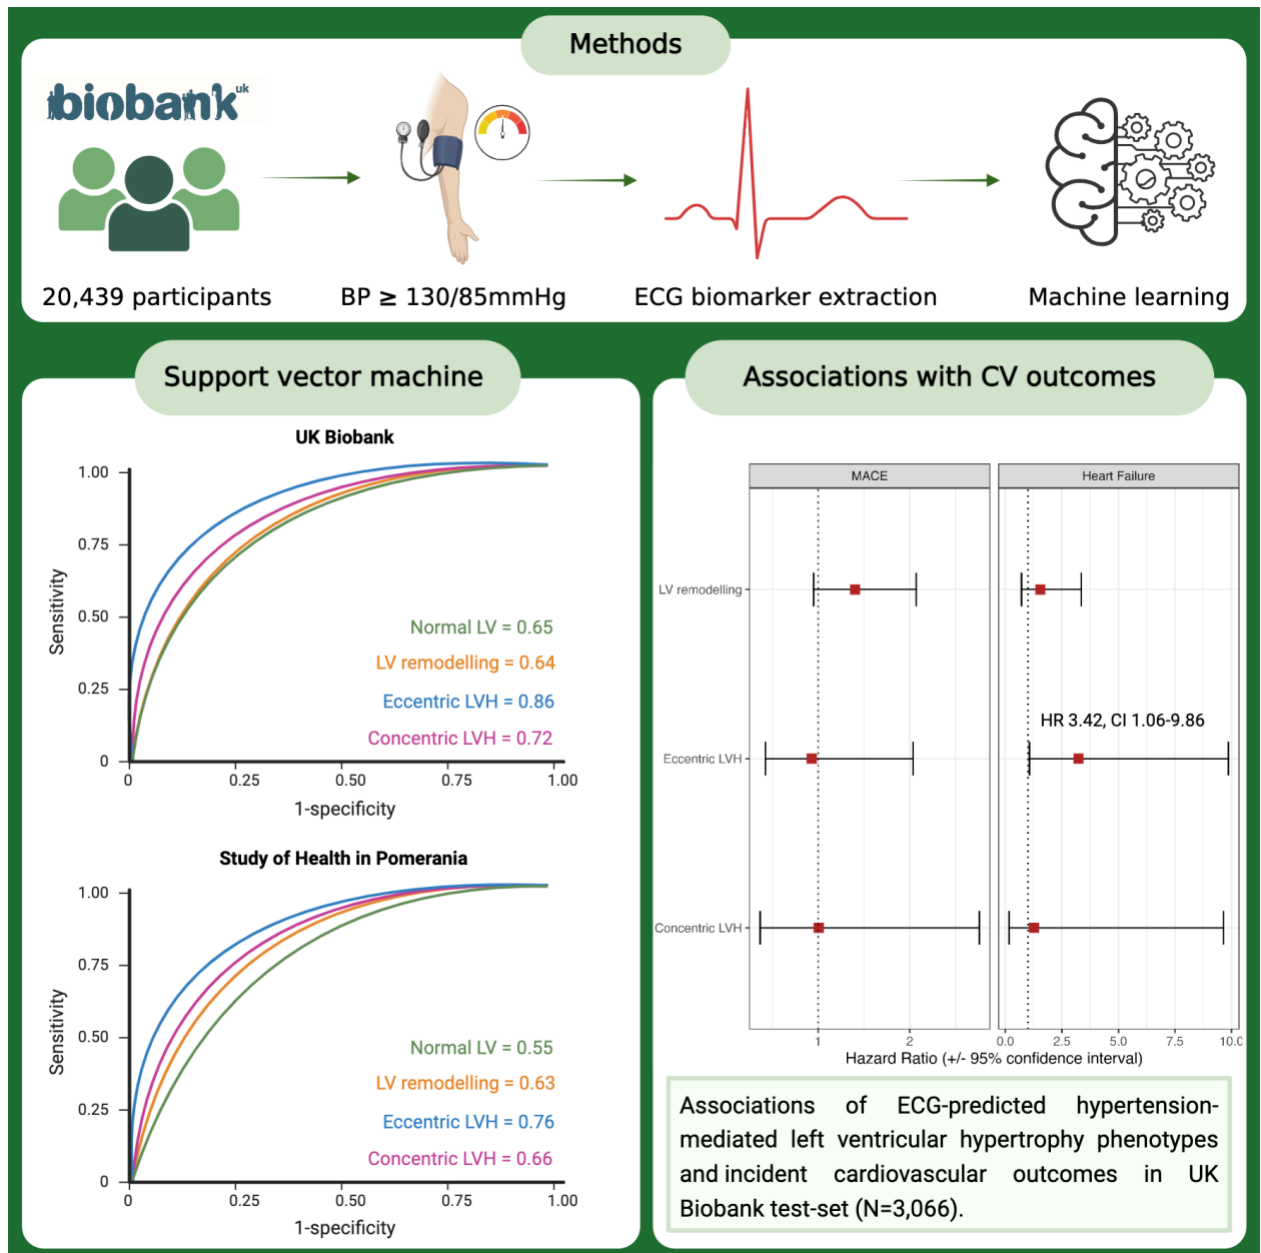 Methods
biobank uk
20,439 participants
BP ≥ 130/85mmHg
ECG biomarker extraction
Machine learning
Support vector machine
UK Biobank
1.00
0.75
0.50
0.25
0
Sensitivity
Normal LV = 0.65
LV remodelling = 0.64
Eccentric LVH = 0.86
Concentric LVH = 0.72
0 0.25 0.50 0.75 1.00
1-specificity
Study of Health in Pomerania
1.00
0.75
0.50
0.25
0
Sensitivity
Normal LV = 0.55
LV remodelling = 0.63
Eccentric LVH = 0.76
Concentric LVH = 0.66
0 0.25 0.50 0.75 1.00
1-specificity
Associations with CV outcomes
MACE Heart Failure
LV remodelling
HR 3.42, CI 1.06-9.86
Eccentric LVH
Concentric LVH
1 2 0.0 2.5 5.0 7.5 10.0
Hazard Ratio (+/- 95% confidence interval)
Associations of ECG-predicted hypertension-
mediated left ventricular hypertrophy phenotypes
and incident cardiovascular outcomes in UK
Biobank test-set (N=3,066).